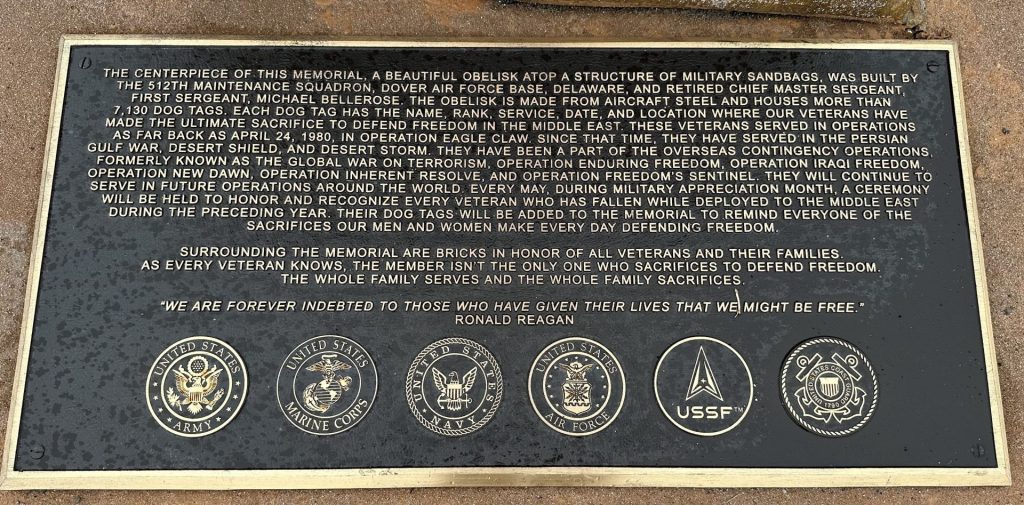 THE CENTERPIECE OF THIS MEMORIAL, A BEAUTIFUL OBELISK ATOP A STRUCTURE OF MILITARY SANDBAGS, WAS BUILT BY
THE 512TH MAINTENANCE SQUADRON, DOVER AIR FORCE BASE, DELAWARE, AND RETIRED CHIEF MASTER SERGEANT,
FIRST SERGEANT, MICHAEL BELLEROSE. THE OBELISK IS MADE FROM AIRCRAFT STEEL AND HOUSES MORE THAN
7,130 DOG TAGS. EACH DOG TAG HAS THE NAME, RANK, SERVICE, DATE, AND LOCATION WHERE OUR VETERANS HAVE
MADE THE ULTIMATE SACRIFICE TO DEFEND FREEDOM IN THE MIDDLE EAST. THESE VETERANS SERVED IN OPERATIONS
AS FAR BACK AS APRIL 24, 1980, IN OPERATION EAGLE CLAW. SINCE THAT TIME, THEY HAVE SERVED IN THE PERSIAN
GULF WAR, DESERT SHIELD, AND DESERT STORM. THEY HAVE BEEN A PART OF THE OVERSEAS CONTINGENCY OPERATIONS,
FORMERLY KNOWN AS THE GLOBAL WAR ON TERRORISM, OPERATION ENDURING FREEDOM, OPERATION IRAQI FREEDOM,
OPERATION NEW DAWN, OPERATION INHERENT RESOLVE, AND OPERATION FREEDOM'S SENTINEL. THEY WILL CONTINUE TO
SERVE IN FUTURE OPERATIONS AROUND THE WORLD. EVERY MAY, DURING MILITARY APPRECIATION MONTH, A CEREMONY
WILL BE HELD TO HONOR AND RECOGNIZE EVERY VETERAN WHO HAS FALLEN WHILE DEPLOYED TO THE MIDDLE EAST
DURING THE PRECEDING YEAR. THEIR DOG TAGS WILL BE ADDED TO THE MEMORIAL TO REMIND EVERYONE OF THE
SACRIFICES OUR MEN AND WOMEN MAKE EVERY DAY DEFENDING FREEDOM.
SURROUNDING THE MEMORIAL ARE BRICKS IN HONOR OF ALL VETERANS AND THEIR FAMILIES.
AS EVERY VETERAN KNOWS, THE MEMBER ISN'T THE ONLY ONE WHO SACRIFICES TO DEFEND FREEDOM.
THE WHOLE FAMILY SERVES AND THE WHOLE FAMILY SACRIFICES.
"WE ARE FOREVER INDEBTED TO THOSE WHO HAVE GIVEN THEIR LIVES THAT WE MIGHT BE FREE."
RONALD REAGAN
UNITED STATES ARMY
UNITED STATES MARINE CORPS
UNITED STATES NAVY
UNITED STATES AIR FORCE
USSF™
UNITED STATES COAST GUARD 1790